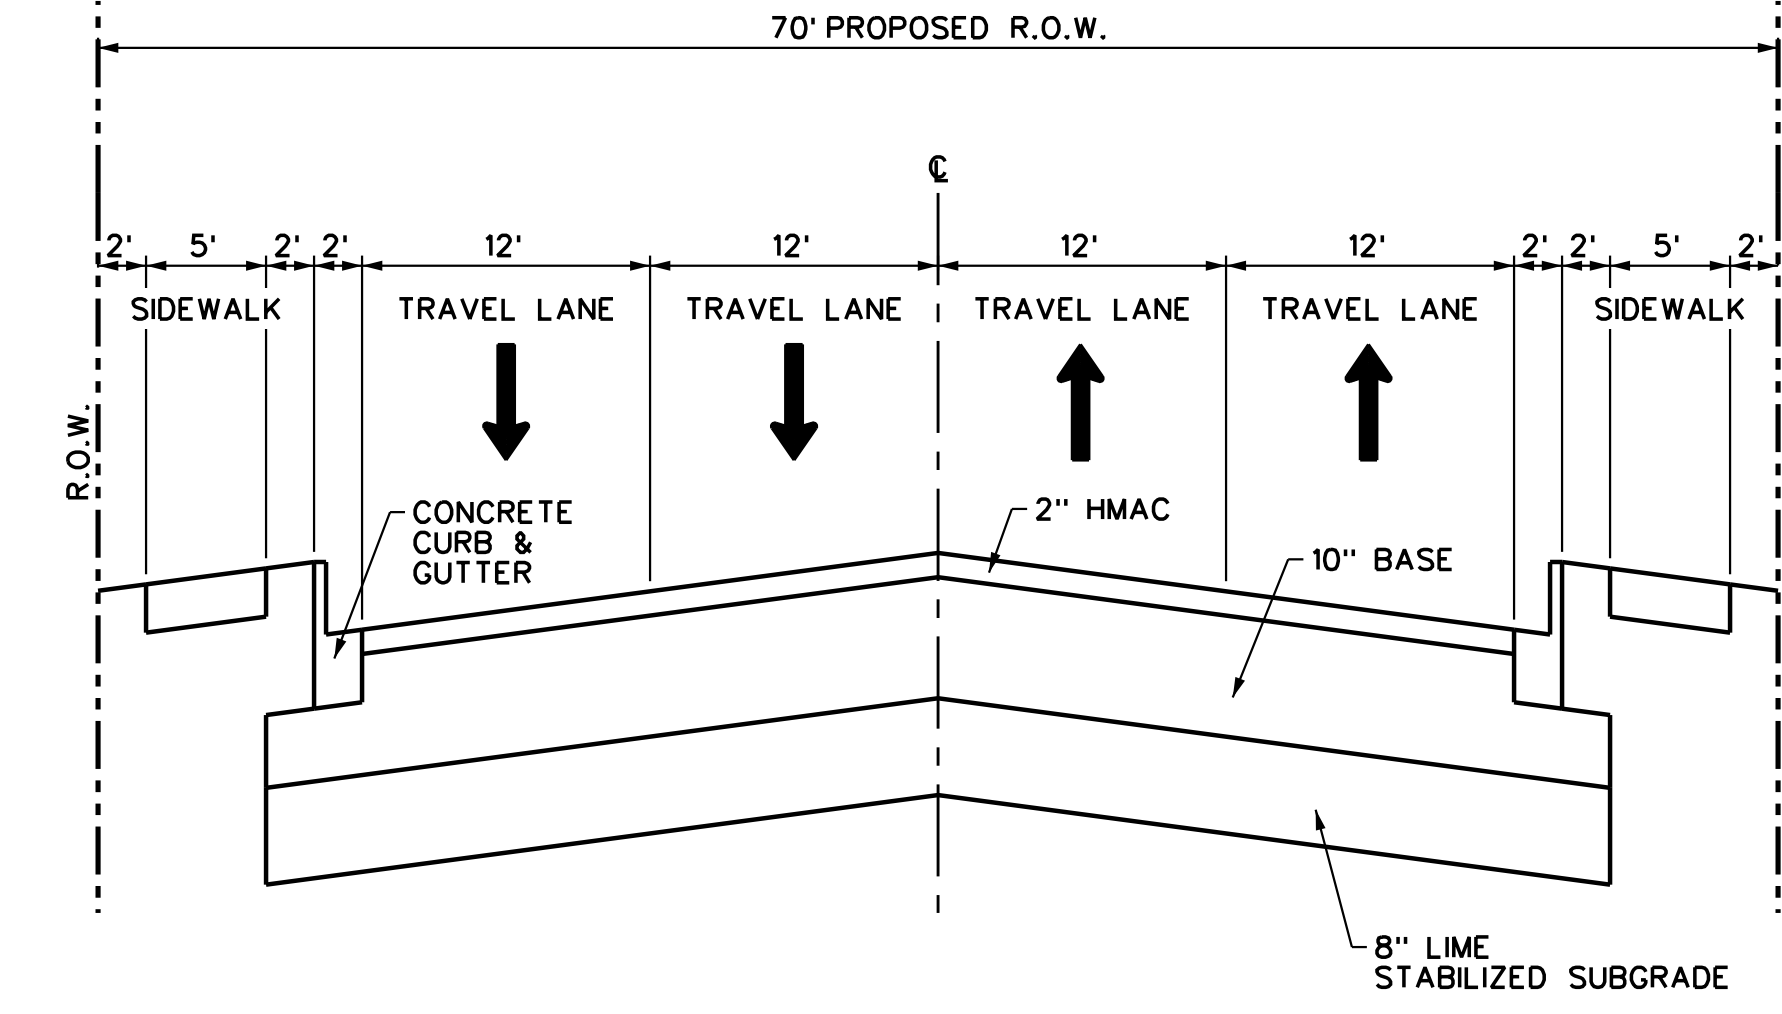 70' PROPOSED R.O.W.
℄
2' 5' 2' 2' 12' 12' 12' 12' 2' 2' 5' 2'
SIDEWALK TRAVEL LANE TRAVEL LANE TRAVEL LANE TRAVEL LANE SIDEWALK
R.O.W.
CONCRETE
CURB &
GUTTER
2" HMAC
10" BASE
8" LIME
STABILIZED SUBGRADE